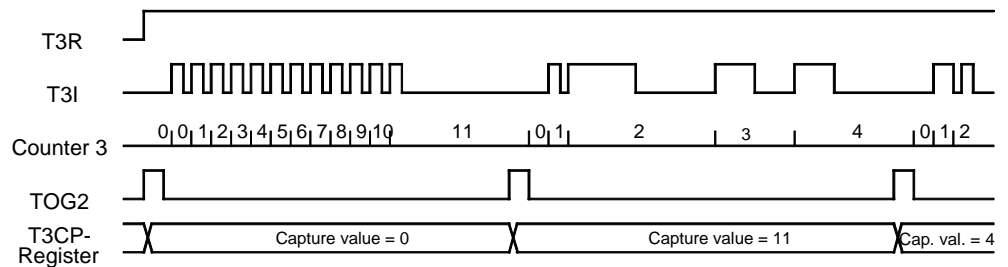 T3R
T3I
Counter 3
0 0 1 2 3 4 5 6 7 8 9 10 11 0 1 2 3 4 0 1 2
TOG2
T3CP-
Register
Capture value = 0 Capture value = 11 Cap. val. = 4